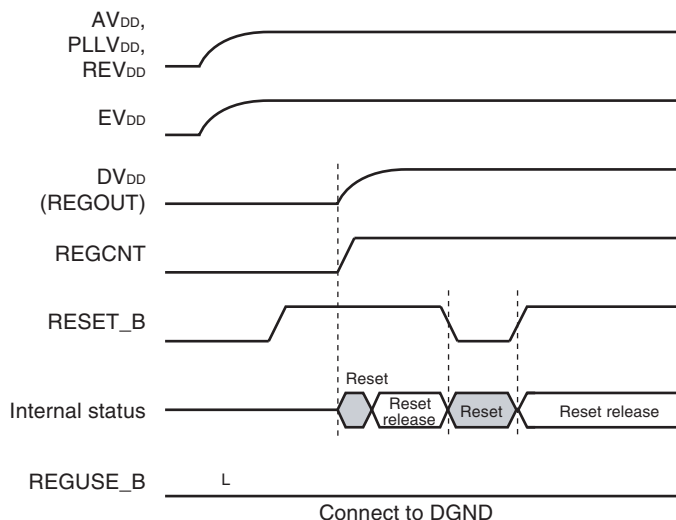 AVDD,
PLLVDD,
REVDD
EVDD
DVDD
(REGOUT)
REGCNT
RESET_B
Reset
Internal status
Reset
release
Reset
Reset release
REGUSE_B
L
Connect to DGND